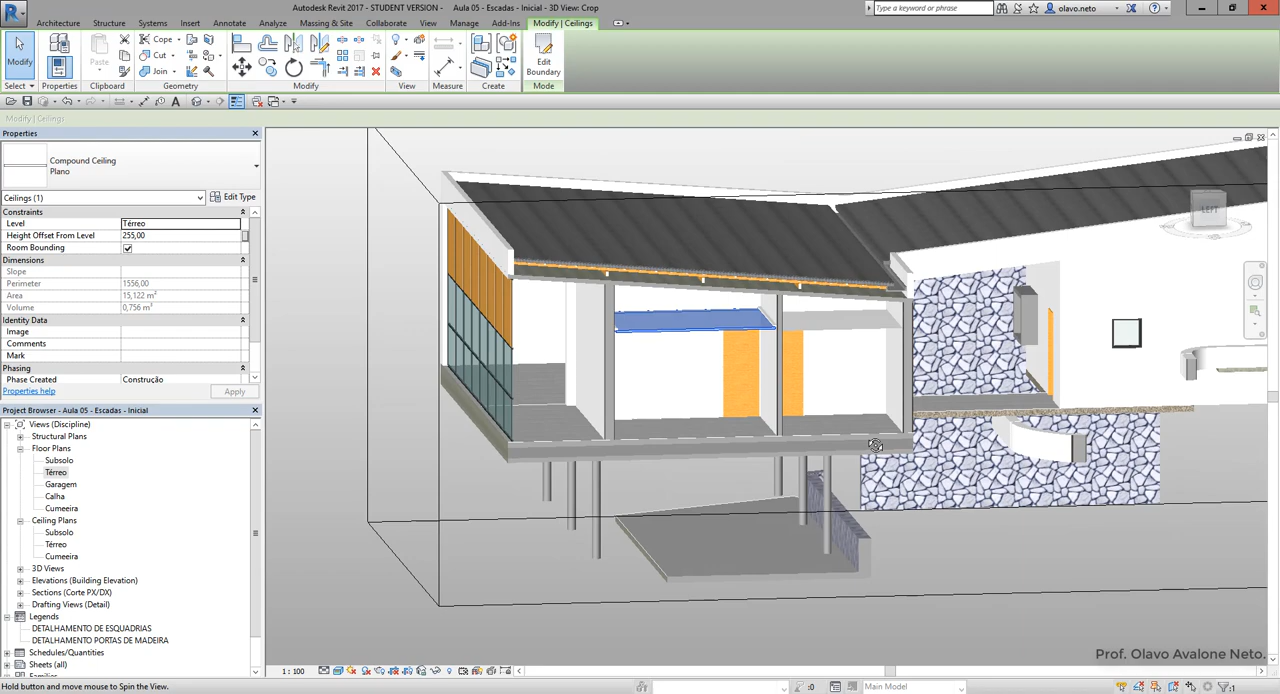 Autodesk Revit 2017 - STUDENT VERSION - Aula 05 - Escadas - Inicial - 3D View: Crop
Type a keyword or phrase
olavo.neto
Architecture Structure Systems Insert Annotate Analyze Massing & Site Collaborate View Manage Add-Ins Modify | Ceilings
Modify Paste Cope Cut Join Edit Boundary
Select Properties Clipboard Geometry Modify View Measure Create Mode
Modify | Ceilings
Properties
Compound Ceiling
Plano
Ceilings (1) Edit Type
Constraints
Level Térreo
Height Offset From Level 255,00
Room Bounding
Dimensions
Slope
Perimeter 1556,00
Area 15,122 m²
Volume 0,756 m³
Identity Data
Image
Comments
Mark
Phasing
Phase Created Construção
Properties help Apply
Project Browser - Aula 05 - Escadas - Inicial
Views (Discipline)
Structural Plans
Floor Plans
Subsolo
Térreo
Garagem
Calha
Cumeeira
Ceiling Plans
Subsolo
Térreo
Cumeeira
3D Views
Elevations (Building Elevation)
Sections (Corte PX/DX)
Drafting Views (Detail)
Legends
DETALHAMENTO DE ESQUADRIAS
DETALHAMENTO PORTAS DE MADEIRA
Schedules/Quantities
Sheets (all)
Families
LEFT
Prof. Olavo Avalone Neto.
1 : 100
Hold button and move mouse to Spin the View.
:0
Main Model
:1